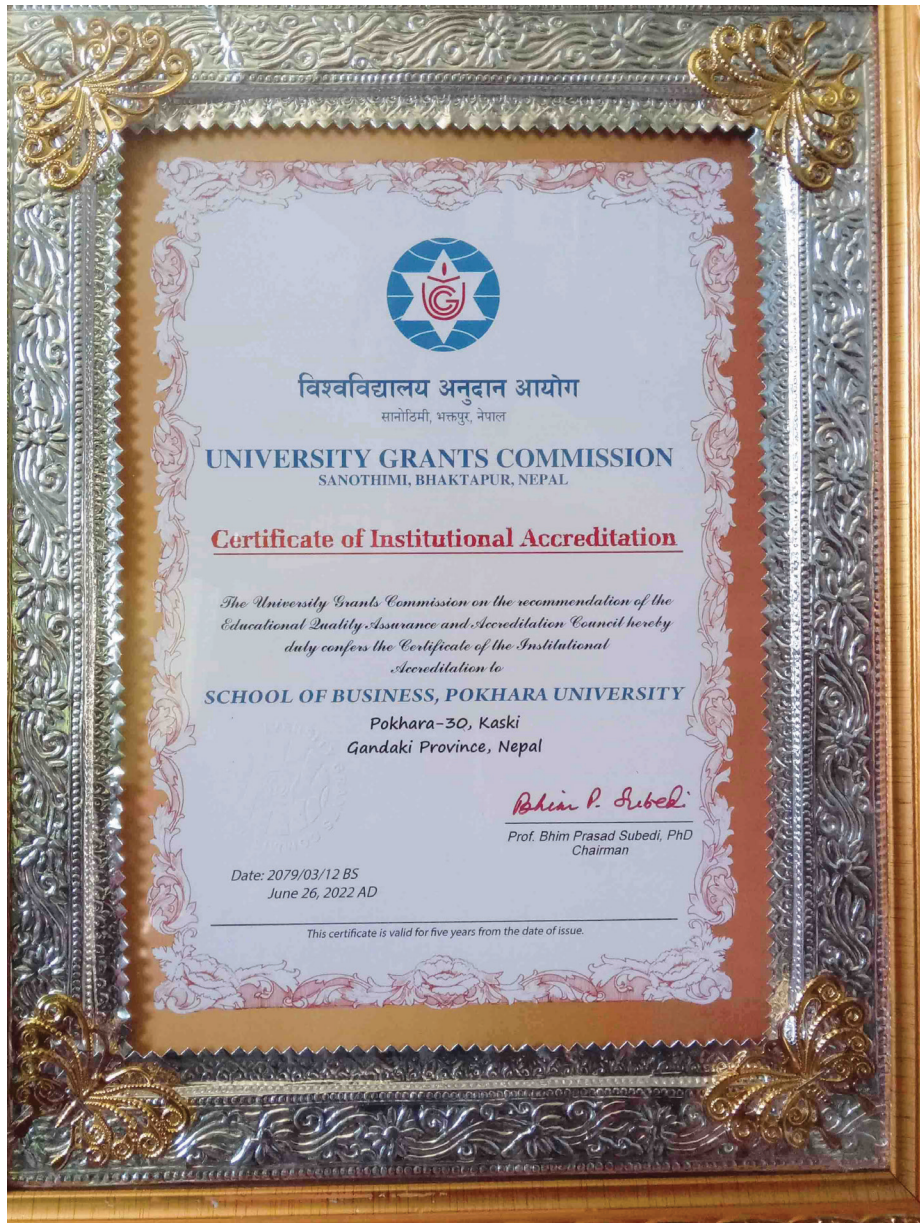 UGC
विश्वविद्यालय अनुदान आयोग
सानोठिमी, भक्तपुर, नेपाल
UNIVERSITY GRANTS COMMISSION
SANOTHIMI, BHAKTAPUR, NEPAL
Certificate of Institutional Accreditation
The University Grants Commission on the recommendation of the
Educational Quality Assurance and Accreditation Council hereby
duly confers the Certificate of the Institutional
Accreditation to
SCHOOL OF BUSINESS, POKHARA UNIVERSITY
Pokhara-30, Kaski
Gandaki Province, Nepal
Bhim P. Subedi
Prof. Bhim Prasad Subedi, PhD
Chairman
Date: 2079/03/12 BS
June 26, 2022 AD
This certificate is valid for five years from the date of issue.